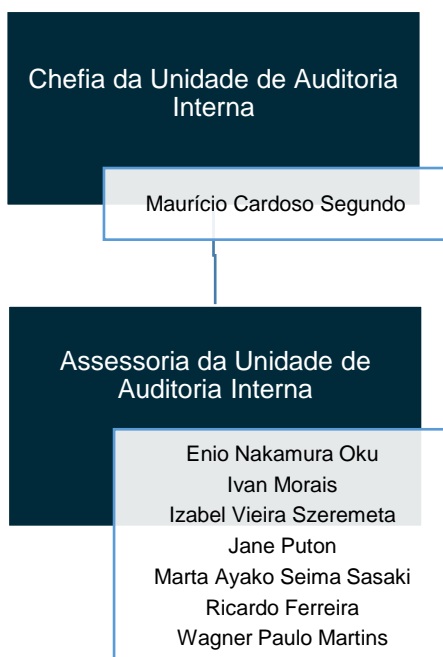 Chefia da Unidade de Auditoria
Interna
Maurício Cardoso Segundo
Assessoria da Unidade de
Auditoria Interna
Enio Nakamura Oku
Ivan Morais
Izabel Vieira Szeremeta
Jane Puton
Marta Ayako Seima Sasaki
Ricardo Ferreira
Wagner Paulo Martins